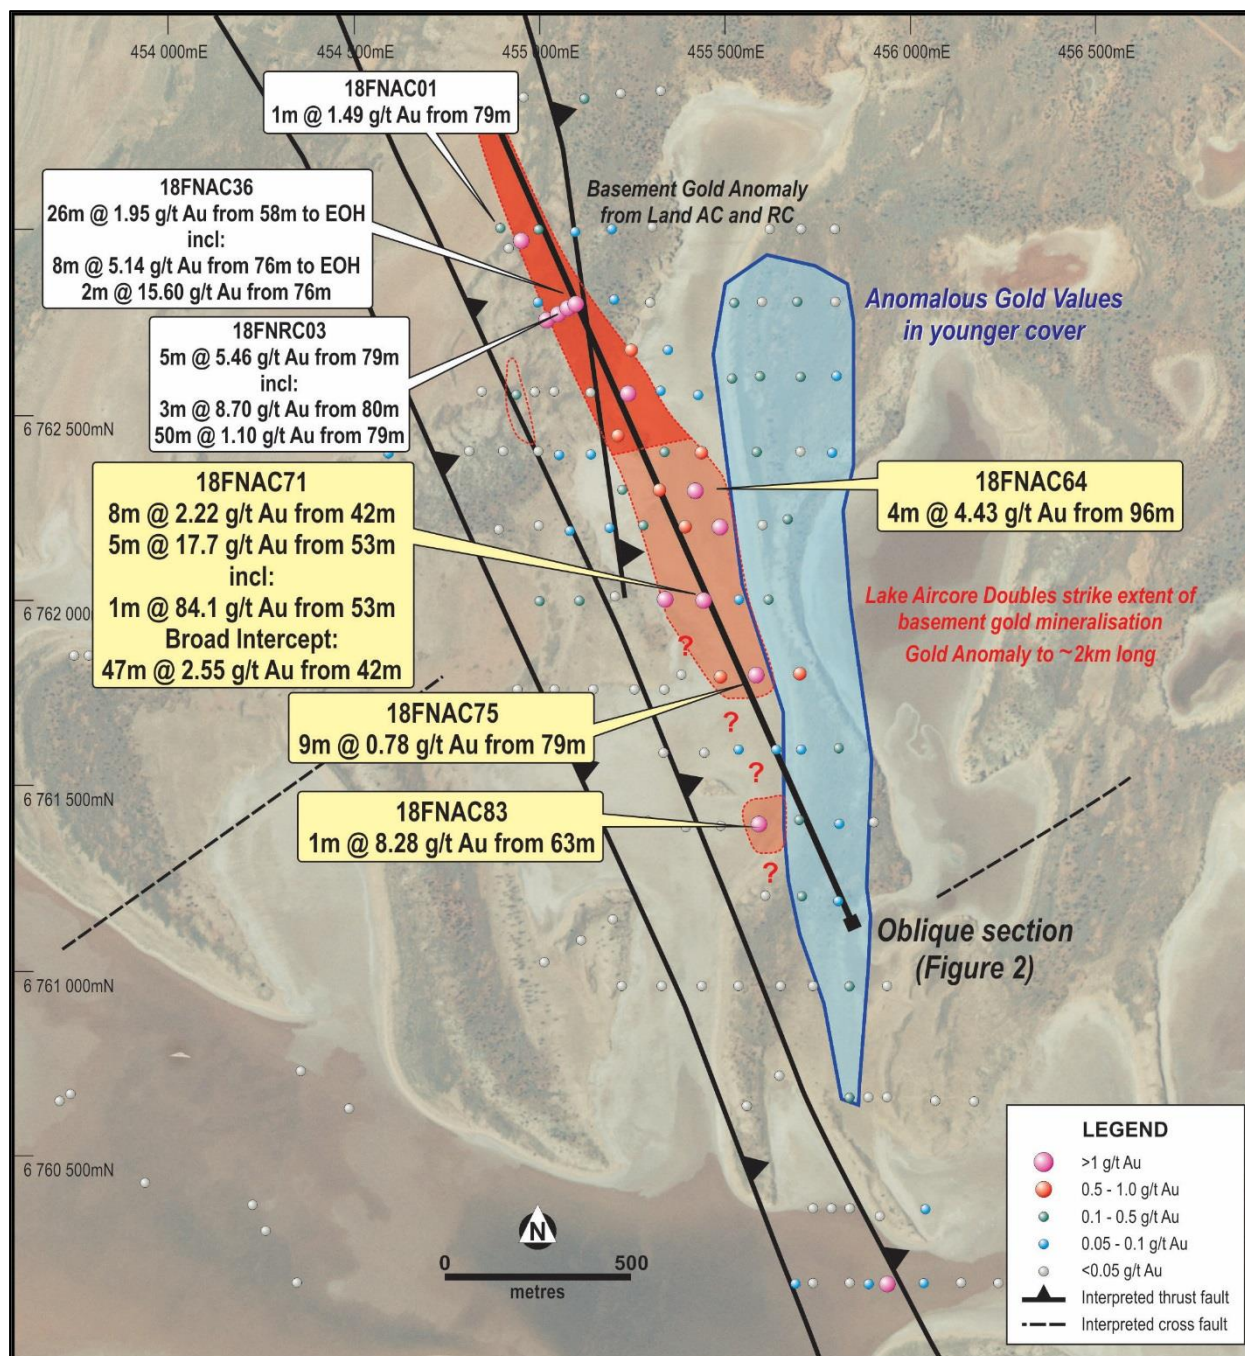 454 000mE 454 500mE 455 000mE 455 500mE 456 000mE 456 500mE
18FNAC01
1m @ 1.49 g/t Au from 79m
18FNAC36
26m @ 1.95 g/t Au from 58m to EOH
incl:
8m @ 5.14 g/t Au from 76m to EOH
2m @ 15.60 g/t Au from 76m
Basement Gold Anomaly
from Land AC and RC
Anomalous Gold Values
in younger cover
18FNRC03
5m @ 5.46 g/t Au from 79m
incl:
3m @ 8.70 g/t Au from 80m
50m @ 1.10 g/t Au from 79m
6 762 500mN
18FNAC71
8m @ 2.22 g/t Au from 42m
5m @ 17.7 g/t Au from 53m
incl:
1m @ 84.1 g/t Au from 53m
Broad Intercept:
47m @ 2.55 g/t Au from 42m
18FNAC64
4m @ 4.43 g/t Au from 96m
6 762 000mN
Lake Aircore Doubles strike extent of
basement gold mineralisation
Gold Anomaly to ~2km long
?
18FNAC75
9m @ 0.78 g/t Au from 79m
?
?
6 761 500mN
18FNAC83
1m @ 8.28 g/t Au from 63m
?
Oblique section
(Figure 2)
6 761 000mN
6 760 500mN
N
0 500
metres
LEGEND
>1 g/t Au
0.5 - 1.0 g/t Au
0.1 - 0.5 g/t Au
0.05 - 0.1 g/t Au
<0.05 g/t Au
Interpreted thrust fault
Interpreted cross fault